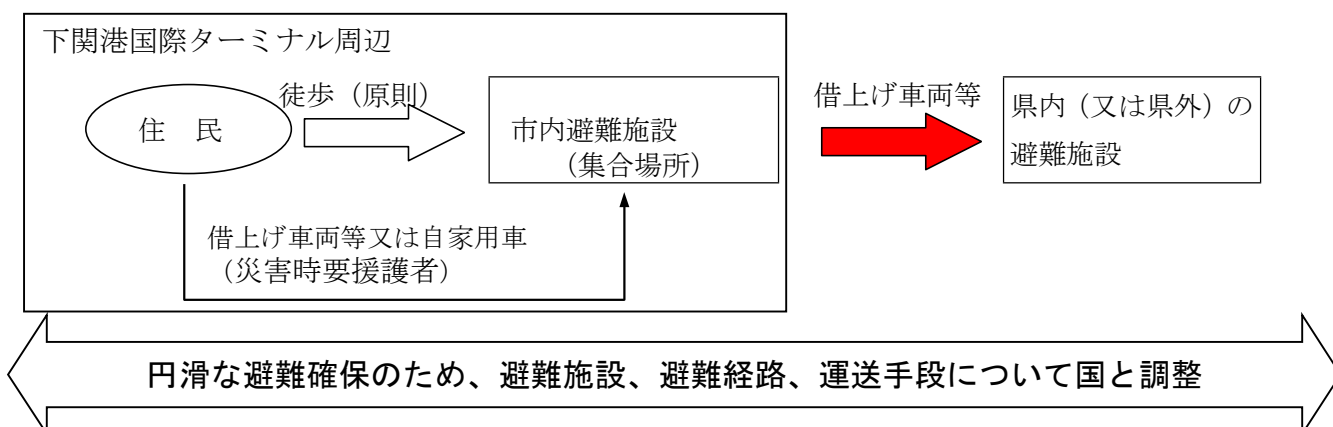 下関港国際ターミナル周辺
徒歩（原則）
住　民
市内避難施設
（集合場所）
借上げ車両等又は自家用車
（災害時要援護者）
借上げ車両等
県内（又は県外）の
避難施設
円滑な避難確保のため、避難施設、避難経路、運送手段について国と調整